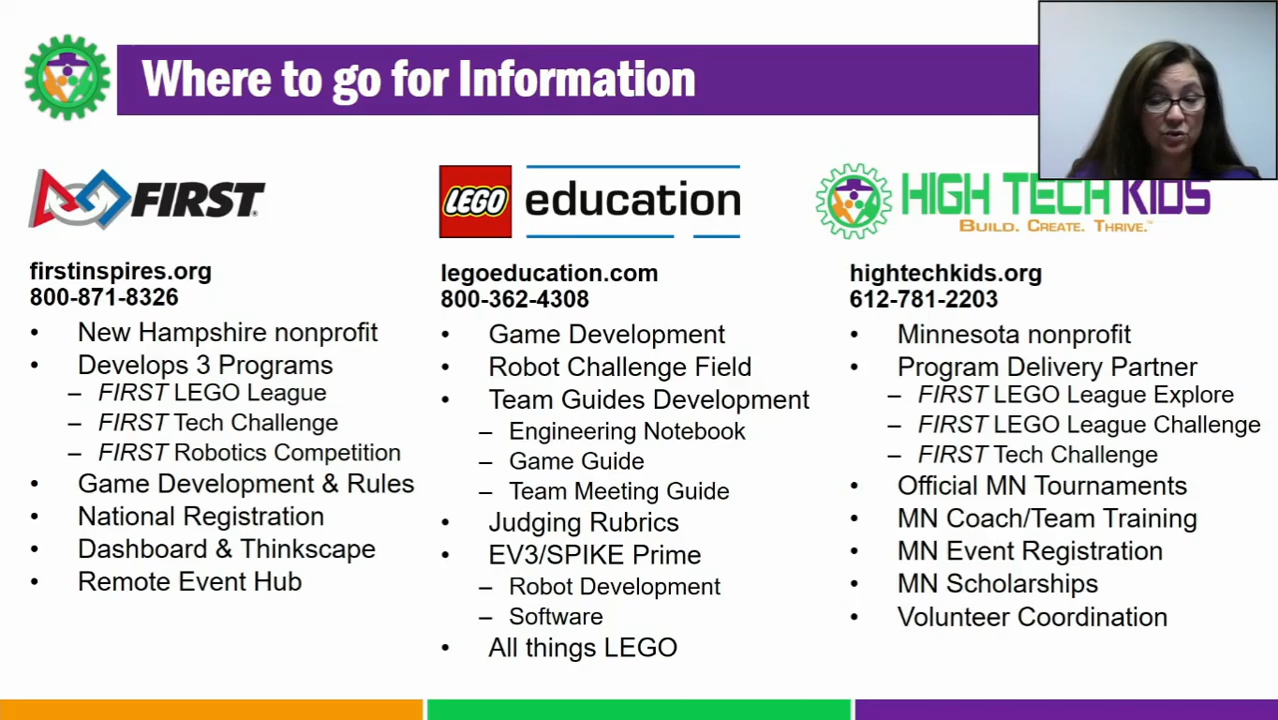 Where to go for Information
FIRST®
firstinspires.org
800-871-8326
• New Hampshire nonprofit
• Develops 3 Programs
– FIRST LEGO League
– FIRST Tech Challenge
– FIRST Robotics Competition
• Game Development & Rules
• National Registration
• Dashboard & Thinkscape
• Remote Event Hub
LEGO education
legoeducation.com
800-362-4308
• Game Development
• Robot Challenge Field
• Team Guides Development
– Engineering Notebook
– Game Guide
– Team Meeting Guide
• Judging Rubrics
• EV3/SPIKE Prime
– Robot Development
– Software
• All things LEGO
HIGH TECH KIDS
BUILD. CREATE. THRIVE.™
hightechkids.org
612-781-2203
• Minnesota nonprofit
• Program Delivery Partner
– FIRST LEGO League Explore
– FIRST LEGO League Challenge
– FIRST Tech Challenge
• Official MN Tournaments
• MN Coach/Team Training
• MN Event Registration
• MN Scholarships
• Volunteer Coordination